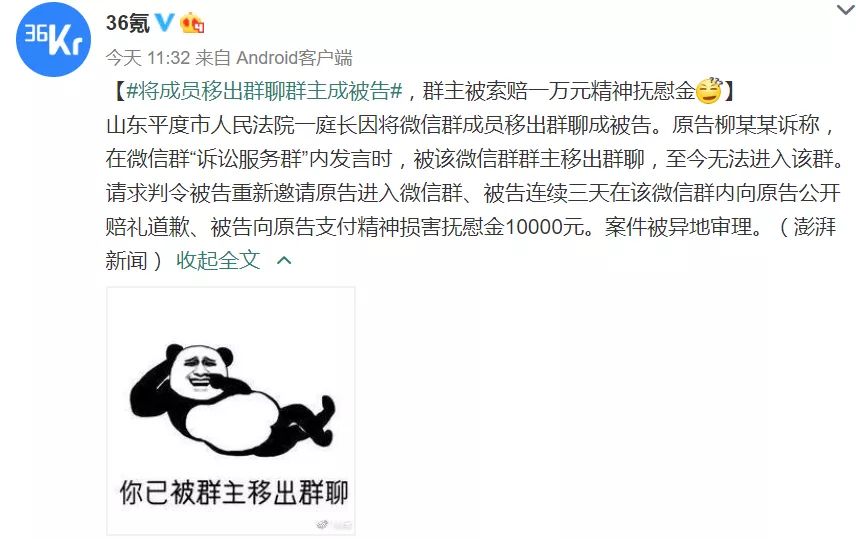 36Kr
36氪
今天 11:32 来自 Android客户端
【#将成员移出群聊群主成被告#，群主被索赔一万元精神抚慰金】
山东平度市人民法院一庭长因将微信群成员移出群聊成被告。原告柳某某诉称，
在微信群“诉讼服务群”内发言时，被该微信群群主移出群聊，至今无法进入该群。
请求判令被告重新邀请原告进入微信群、被告连续三天在该微信群内向原告公开
赔礼道歉、被告向原告支付精神损害抚慰金10000元。案件被异地审理。（澎湃
新闻） 收起全文
你已被群主移出群聊